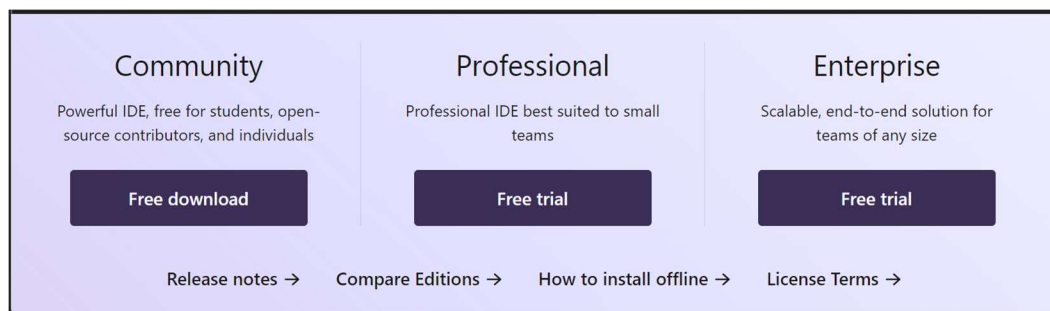 Community
Powerful IDE, free for students, open-
source contributors, and individuals
Free download
Professional
Professional IDE best suited to small
teams
Free trial
Enterprise
Scalable, end-to-end solution for
teams of any size
Free trial
Release notes →
Compare Editions →
How to install offline →
License Terms →